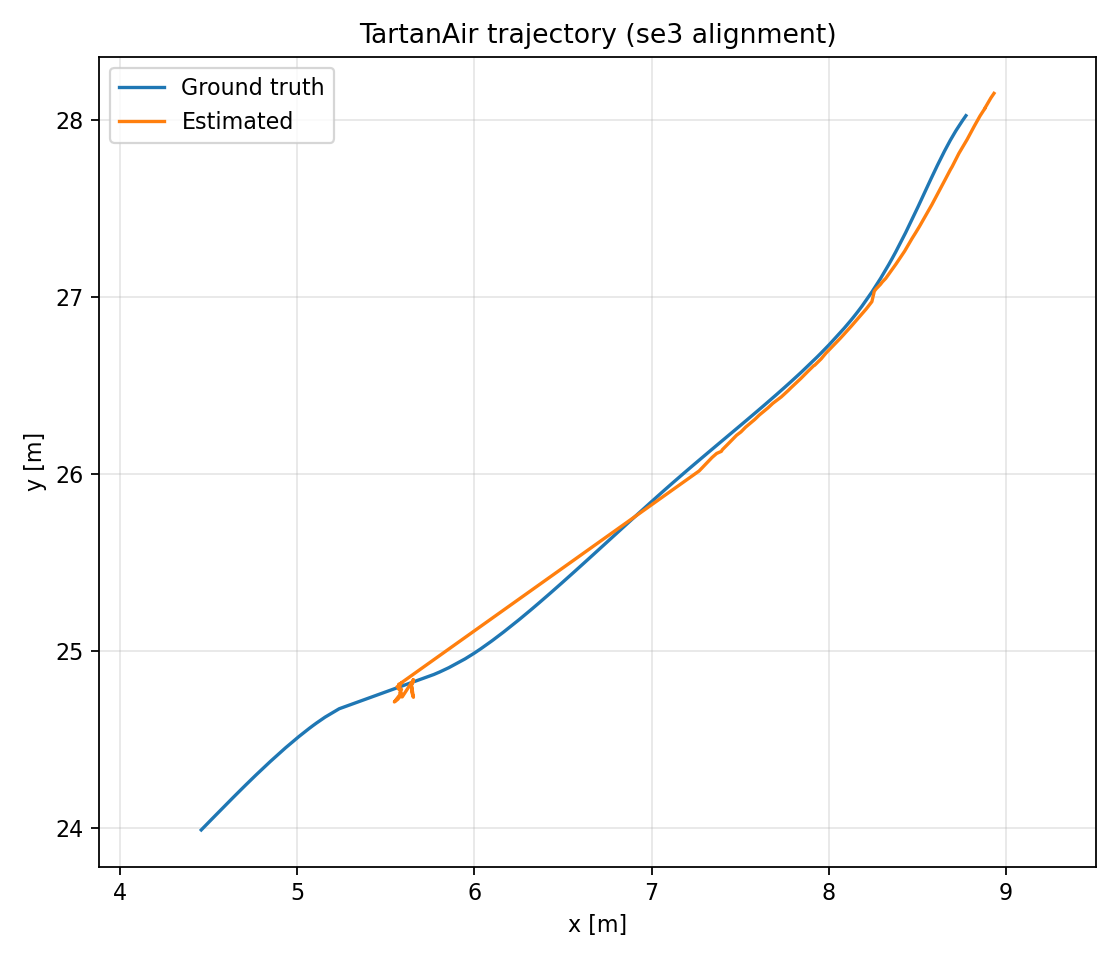 TartanAir trajectory (se3 alignment)
Ground truth
Estimated
28
27
26
25
24
y [m]
4 5 6 7 8 9
x [m]